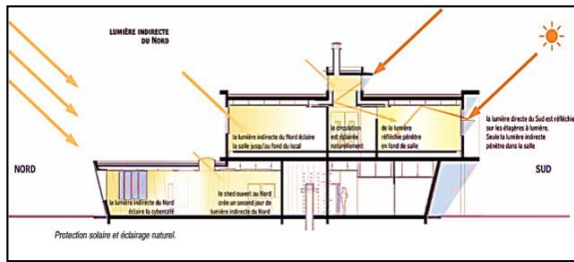 LUMIÈRE INDIRECTE
DU NORD
la lumière indirecte du Nord éclaire
la salle jusqu'au fond du local
la circulation
est éclairée
naturellement
de la lumière
réfléchie pénètre
en fond de salle
la lumière directe du Sud est réfléchie
sur les étagères à lumière.
Seule la lumière indirecte
pénètre dans la salle
NORD
SUD
la lumière indirecte du Nord
éclaire le cybercafé
le shed ouvert au Nord
crée un second jour de
lumière indirecte du Nord
Protection solaire et éclairage naturel.